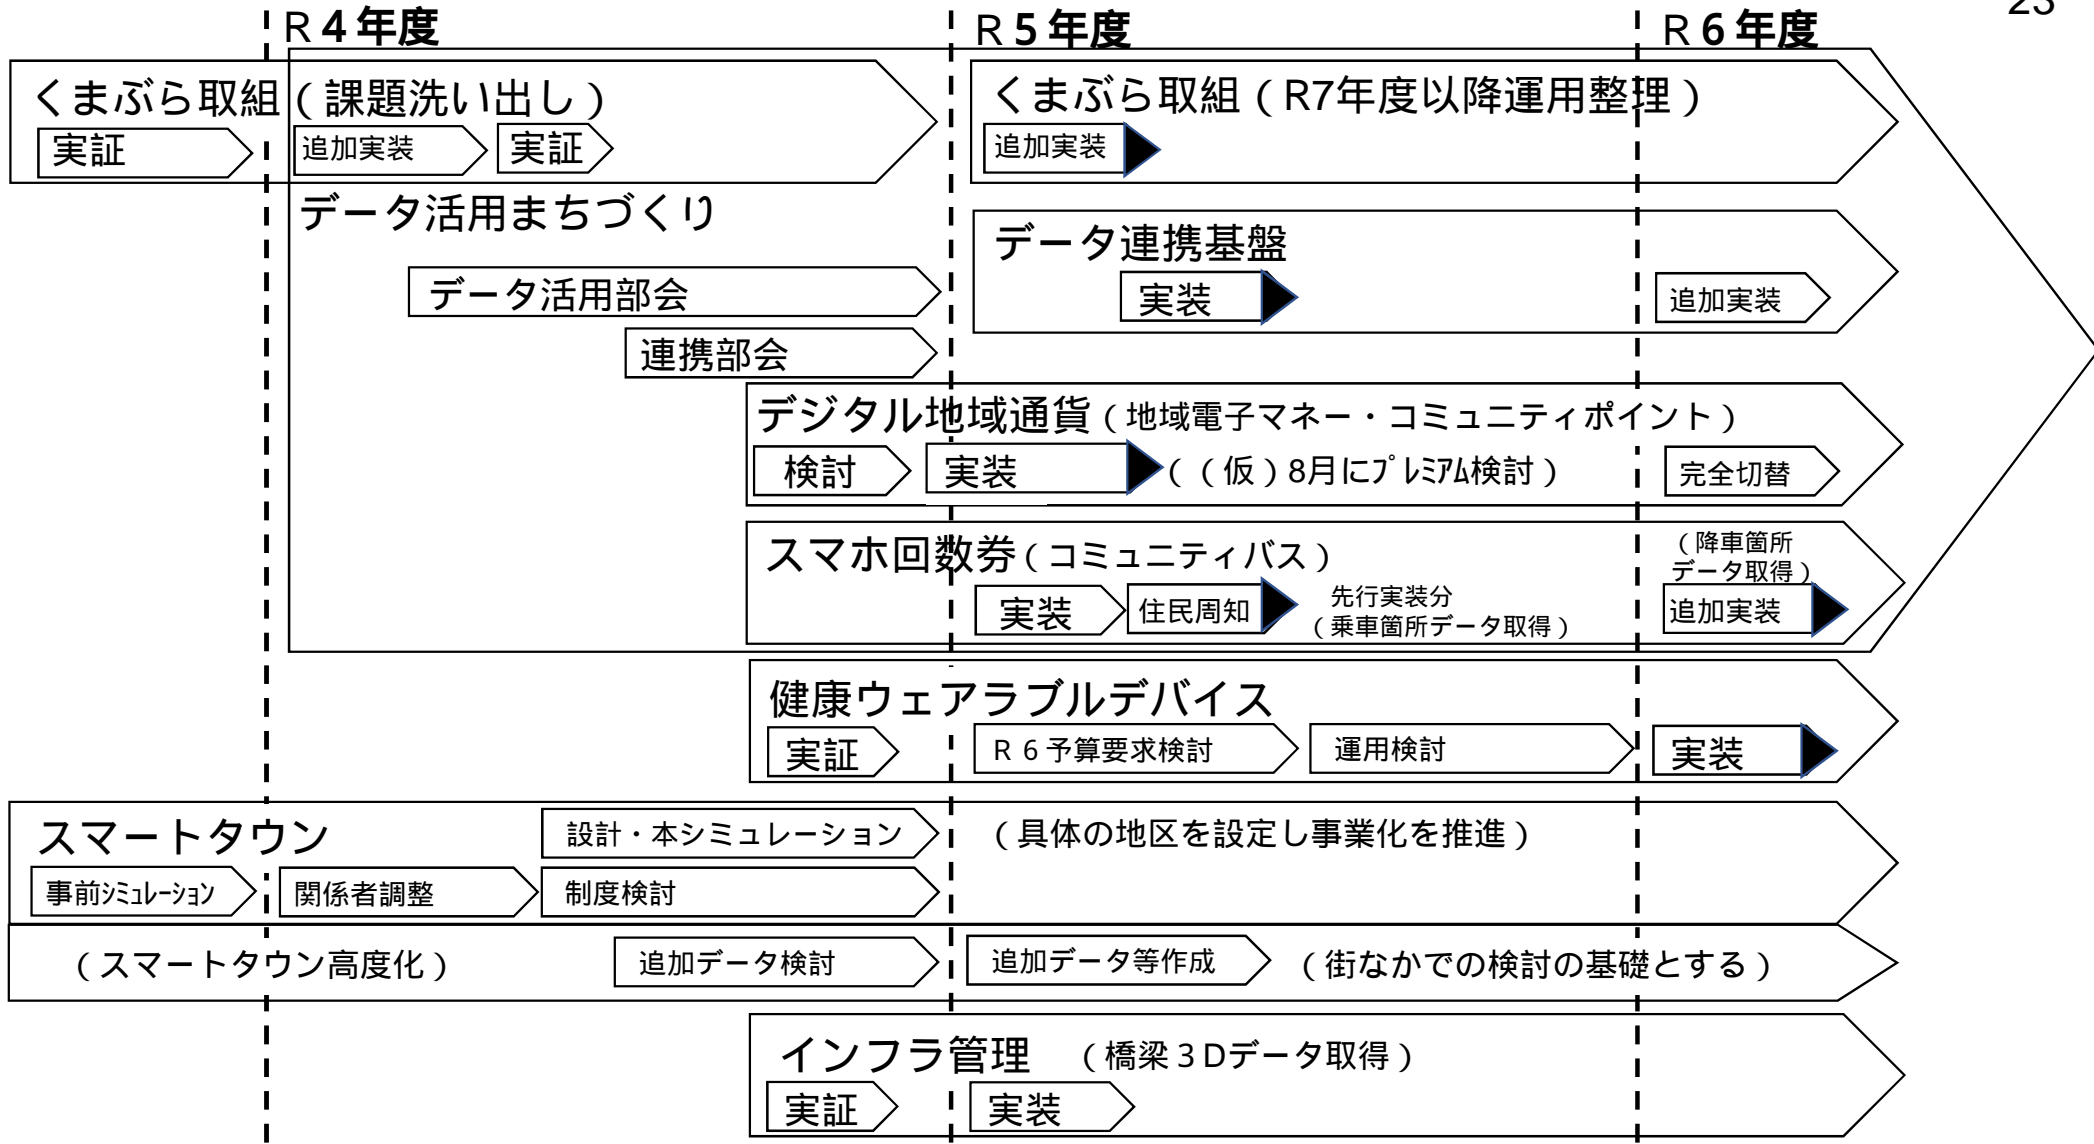 23
R４年度
R５年度
R６年度
くまぶら取組（課題洗い出し）
実証
追加実装
実証
くまぶら取組（R7年度以降運用整理）
追加実装
データ活用まちづくり
データ活用部会
連携部会
データ連携基盤
実装
追加実装
デジタル地域通貨（地域電子マネー・コミュニティポイント）
検討
実装
（（仮）8月にﾌﾟﾚﾐｱﾑ検討）
完全切替
スマホ回数券（コミュニティバス）
実装
住民周知
先行実装分
（乗車箇所データ取得）
（降車箇所
データ取得）
追加実装
健康ウェアラブルデバイス
実証
R６予算要求検討
運用検討
実装
スマートタウン
事前ｼﾐｭﾚｰｼｮﾝ
関係者調整
設計・本シミュレーション
制度検討
（具体の地区を設定し事業化を推進）
（スマートタウン高度化）
追加データ検討
追加データ等作成
（街なかでの検討の基礎とする）
インフラ管理　（橋梁３Dデータ取得）
実証
実装